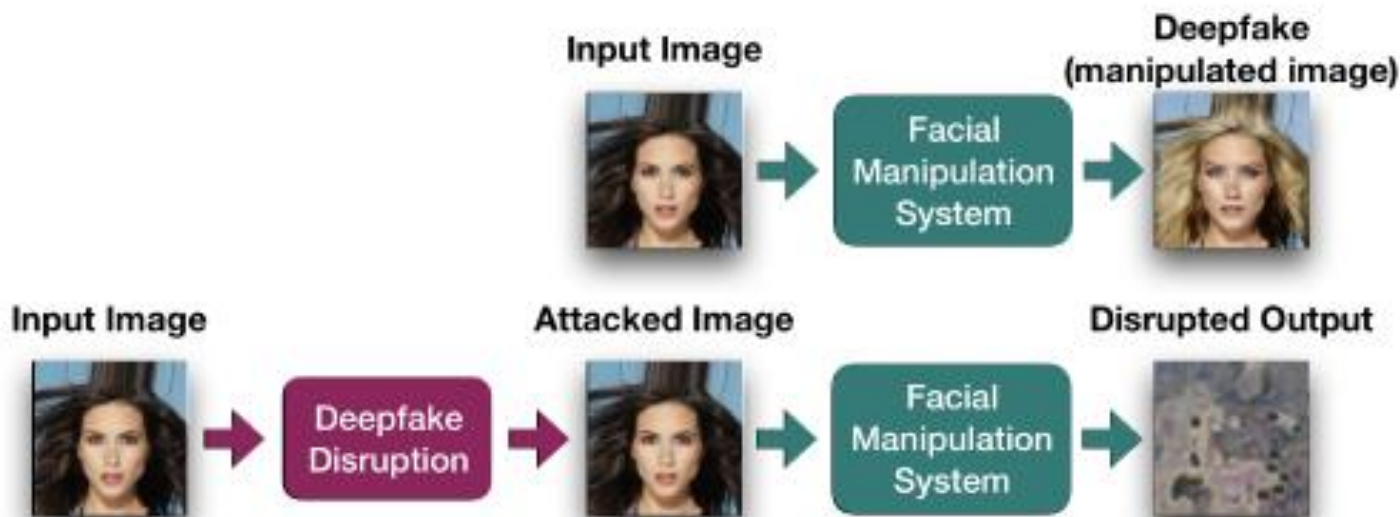 Input Image
Deepfake
(manipulated image)
Facial
Manipulation
System
Input Image
Attacked Image
Disrupted Output
Deepfake
Disruption
Facial
Manipulation
System